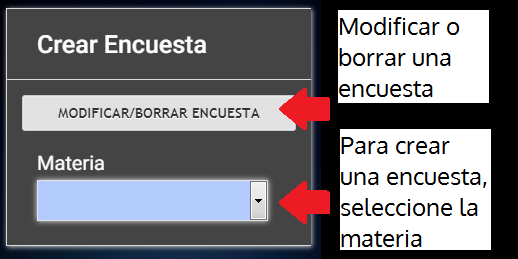 Crear Encuesta
MODIFICAR/BORRAR ENCUESTA
Materia
Modificar o
borrar una
encuesta
Para crear
una encuesta,
seleccione la
materia